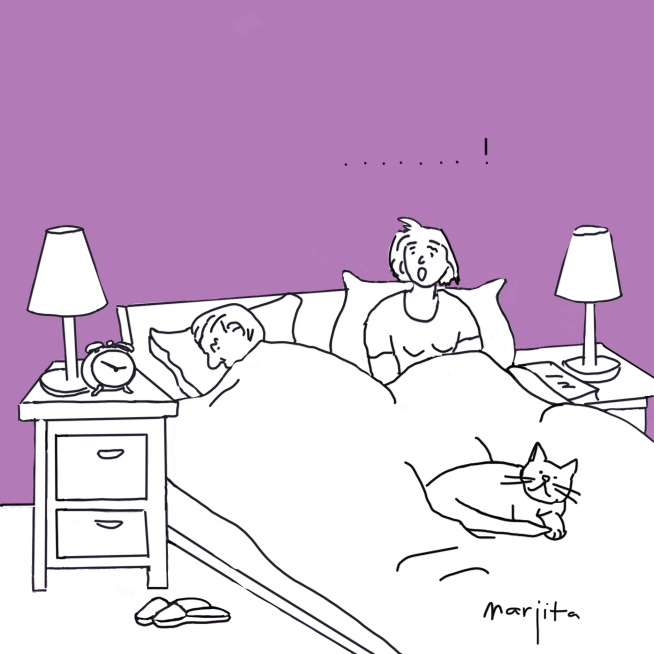 . . . . . . . !
marjita